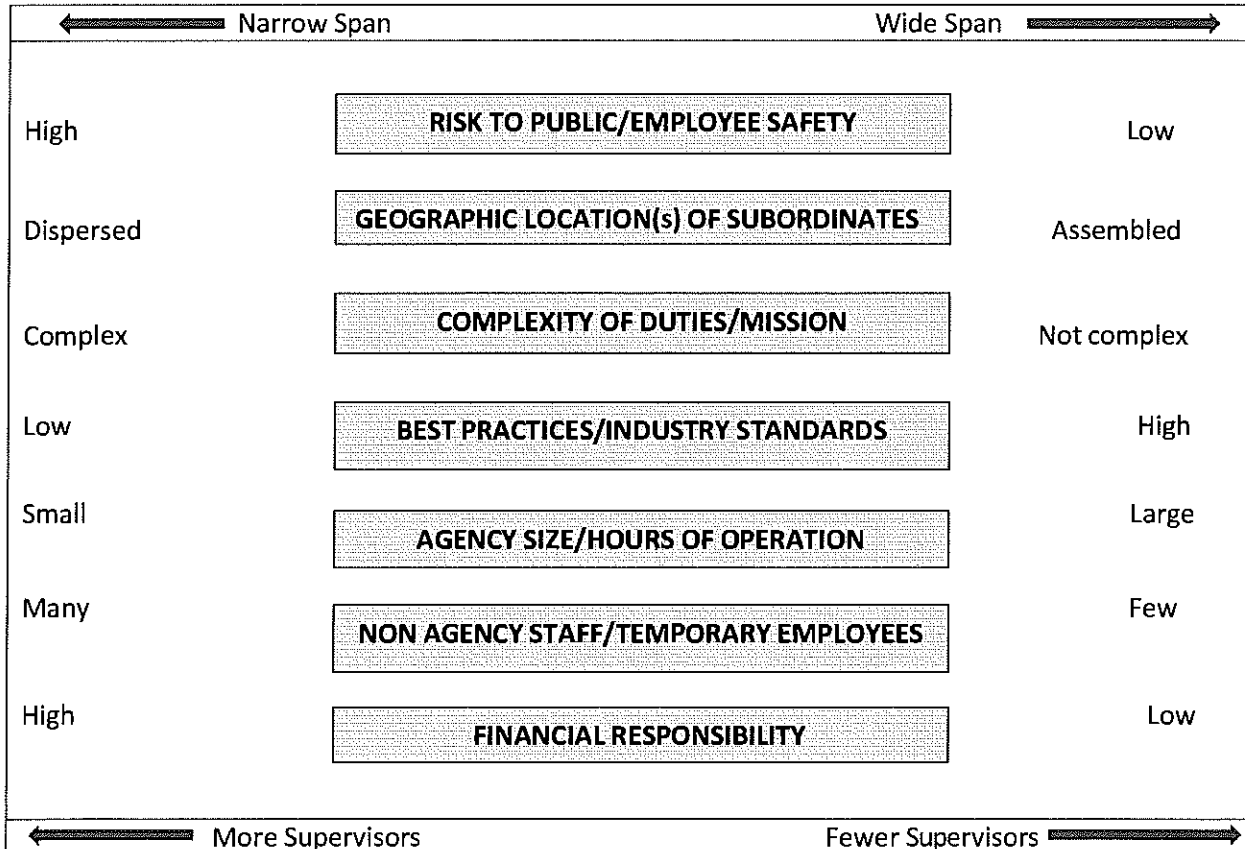 Narrow Span Wide Span
High RISK TO PUBLIC/EMPLOYEE SAFETY Low
Dispersed GEOGRAPHIC LOCATION(s) OF SUBORDINATES Assembled
Complex COMPLEXITY OF DUTIES/MISSION Not complex
Low BEST PRACTICES/INDUSTRY STANDARDS High
Small AGENCY SIZE/HOURS OF OPERATION Large
Many NON AGENCY STAFF/TEMPORARY EMPLOYEES Few
High FINANCIAL RESPONSIBILITY Low
More Supervisors Fewer Supervisors